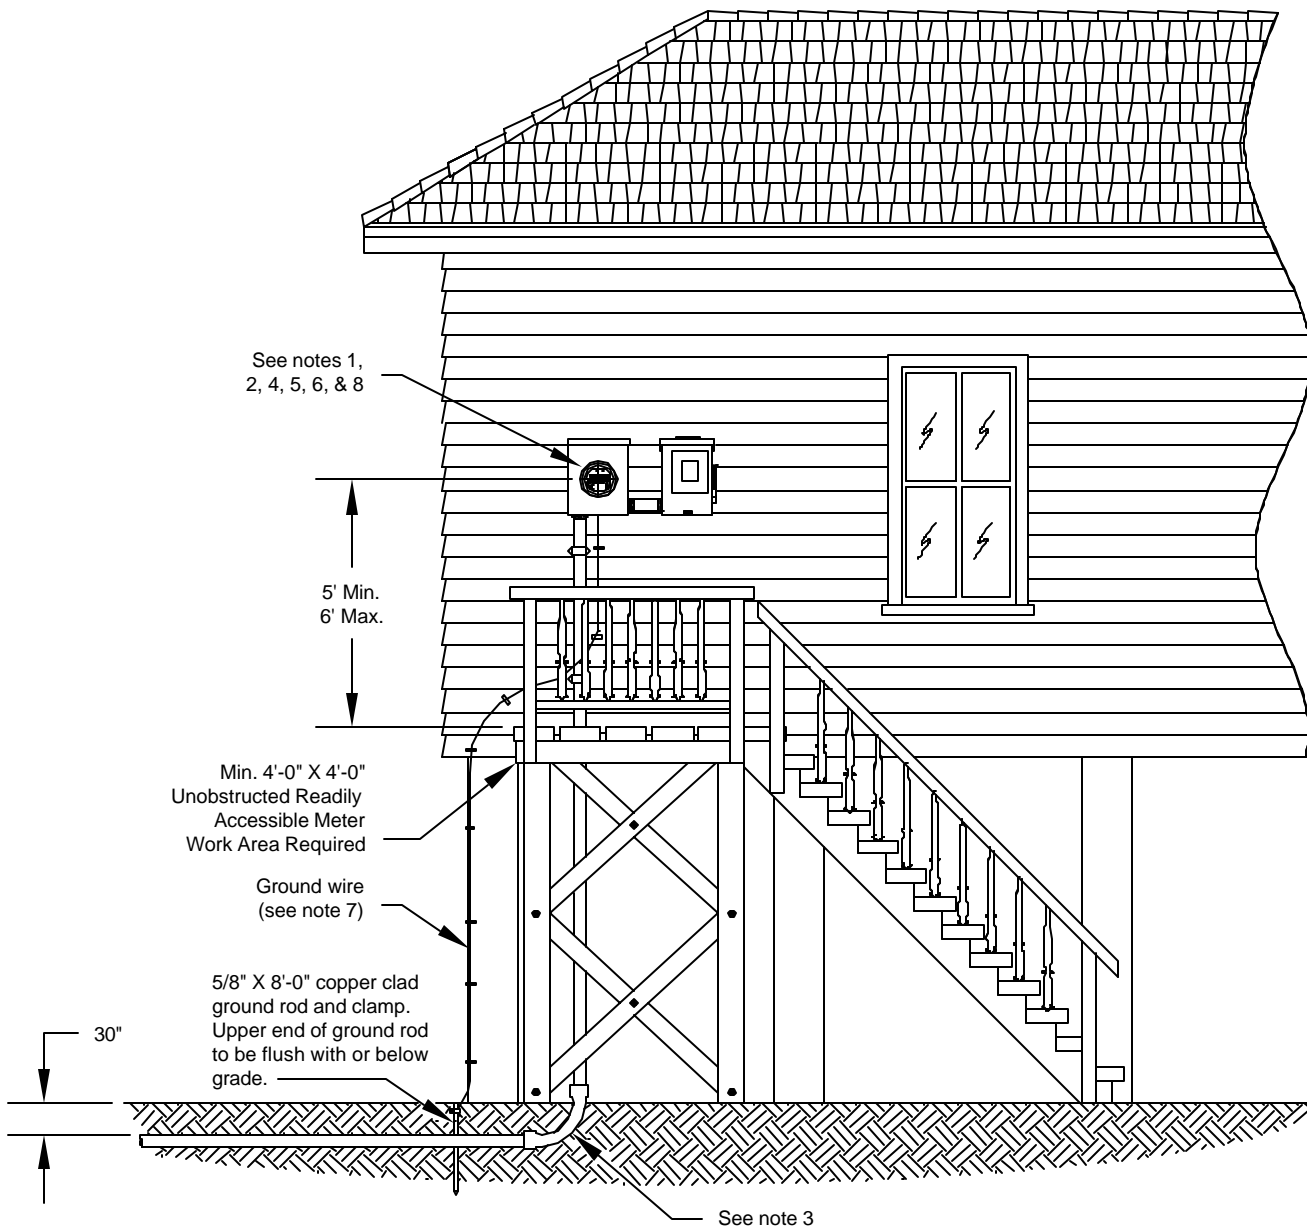 See notes 1,
2, 4, 5, 6, & 8
5' Min.
6' Max.
Min. 4'-0" X 4'-0"
Unobstructed Readily
Accessible Meter
Work Area Required
Ground wire
(see note 7)
5/8" X 8'-0" copper clad
ground rod and clamp.
Upper end of ground rod
to be flush with or below
grade.
30"
See note 3